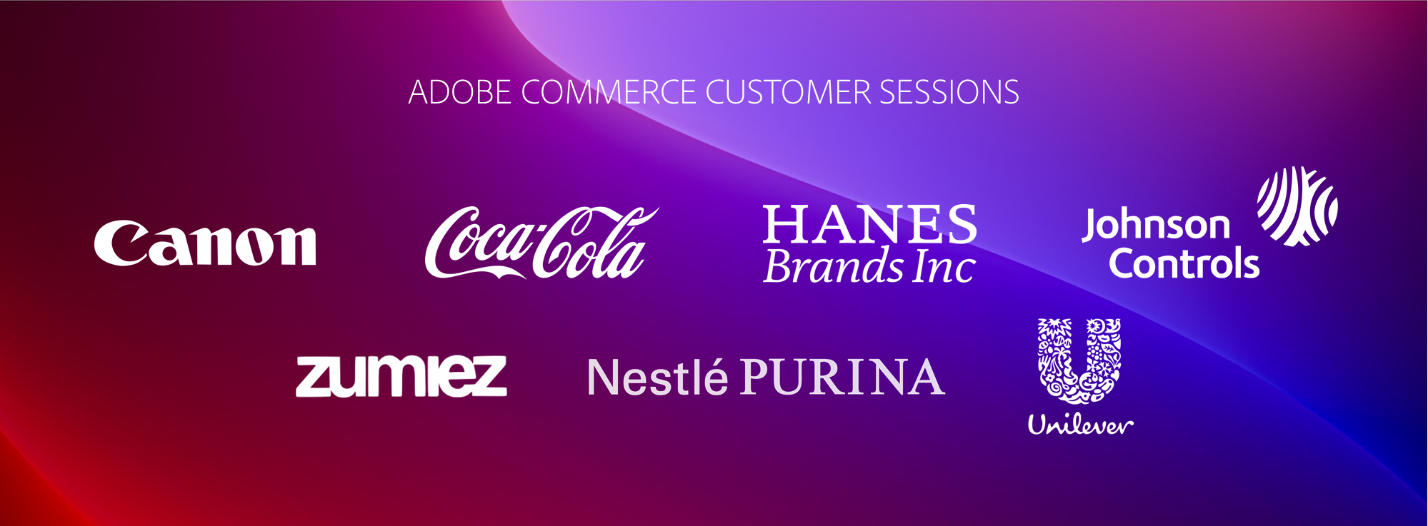 ADOBE COMMERCE CUSTOMER SESSIONS
Canon
Coca-Cola
HANES
Brands Inc
Johnson
Controls
zumiez
Nestlé PURINA
Unilever